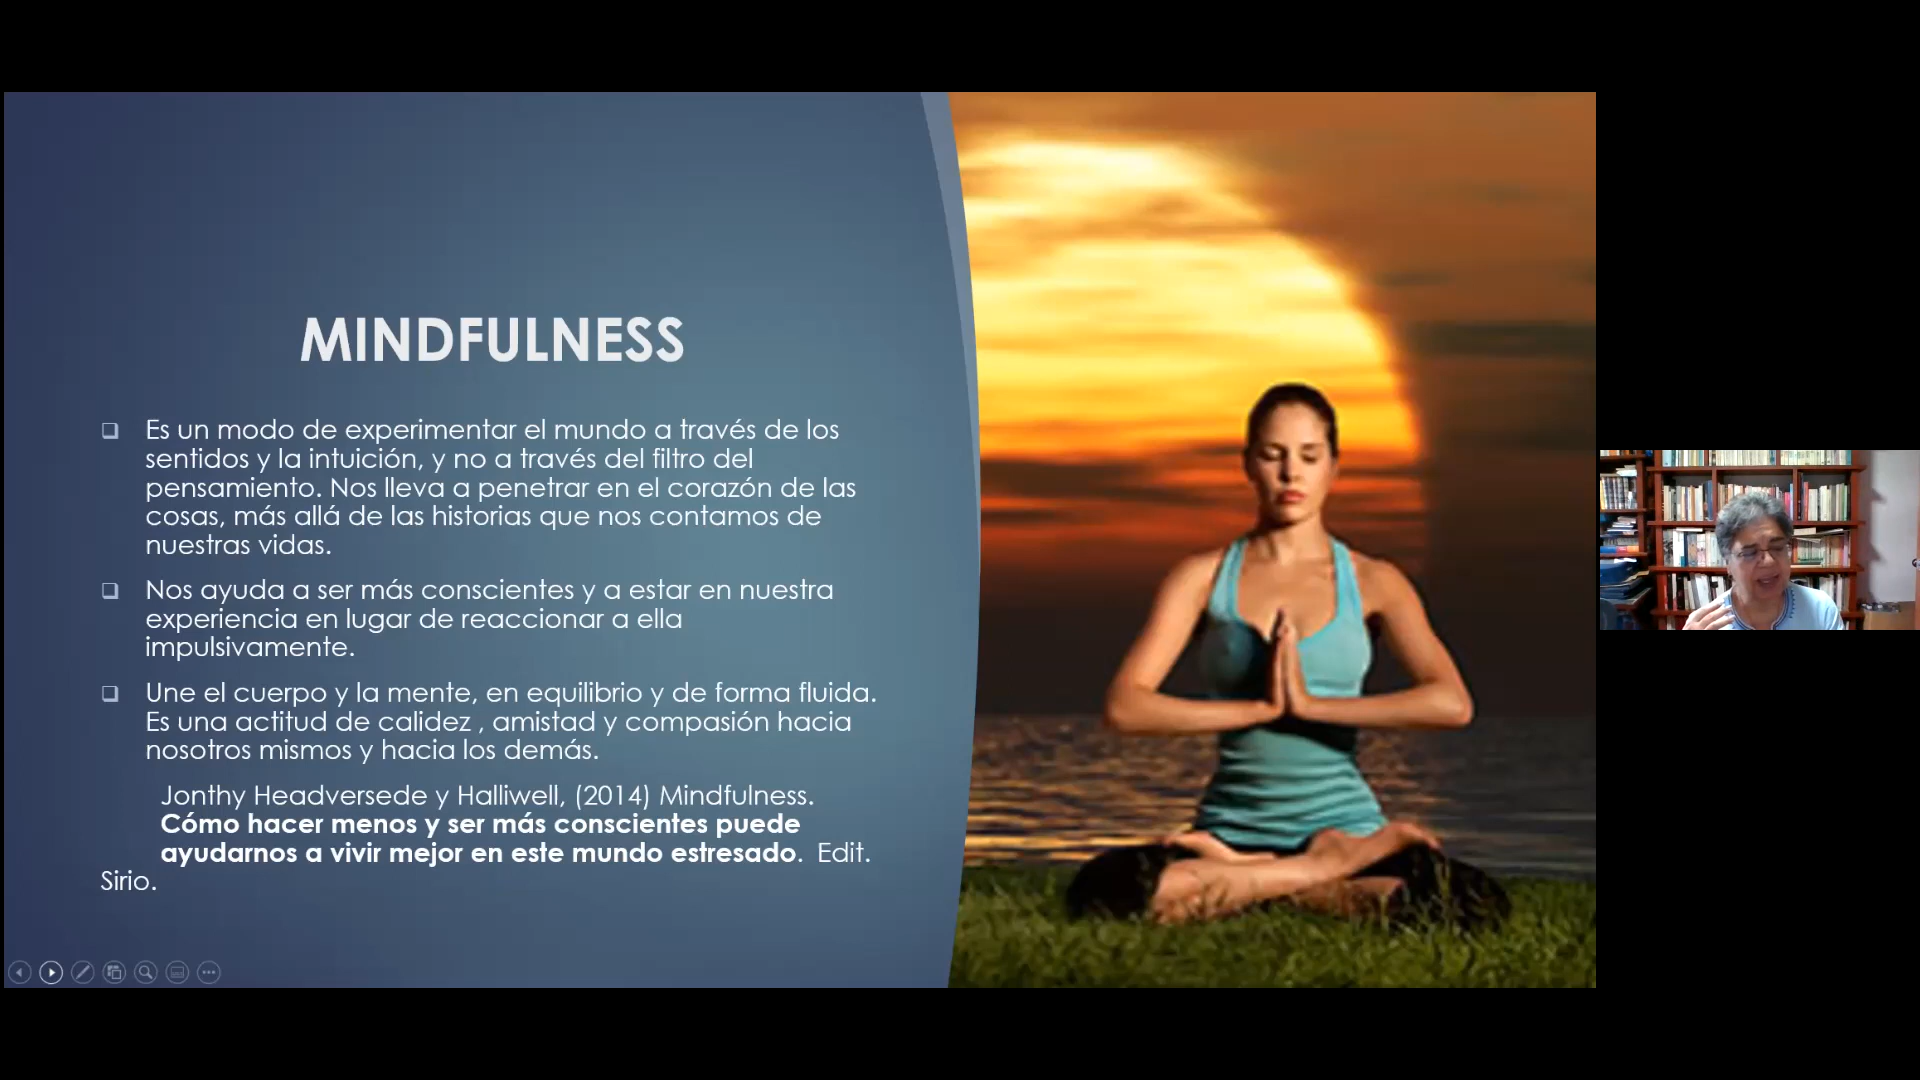 MINDFULNESS
Es un modo de experimentar el mundo a través de los
sentidos y la intuición, y no a través del filtro del
pensamiento. Nos lleva a penetrar en el corazón de las
cosas, más allá de las historias que nos contamos de
nuestras vidas.
Nos ayuda a ser más conscientes y a estar en nuestra
experiencia en lugar de reaccionar a ella
impulsivamente.
Une el cuerpo y la mente, en equilibrio y de forma fluida.
Es una actitud de calidez , amistad y compasión hacia
nosotros mismos y hacia los demás.
Jonthy Headversede y Halliwell, (2014) Mindfulness.
Cómo hacer menos y ser más conscientes puede
ayudarnos a vivir mejor en este mundo estresado. Edit.
Sirio.